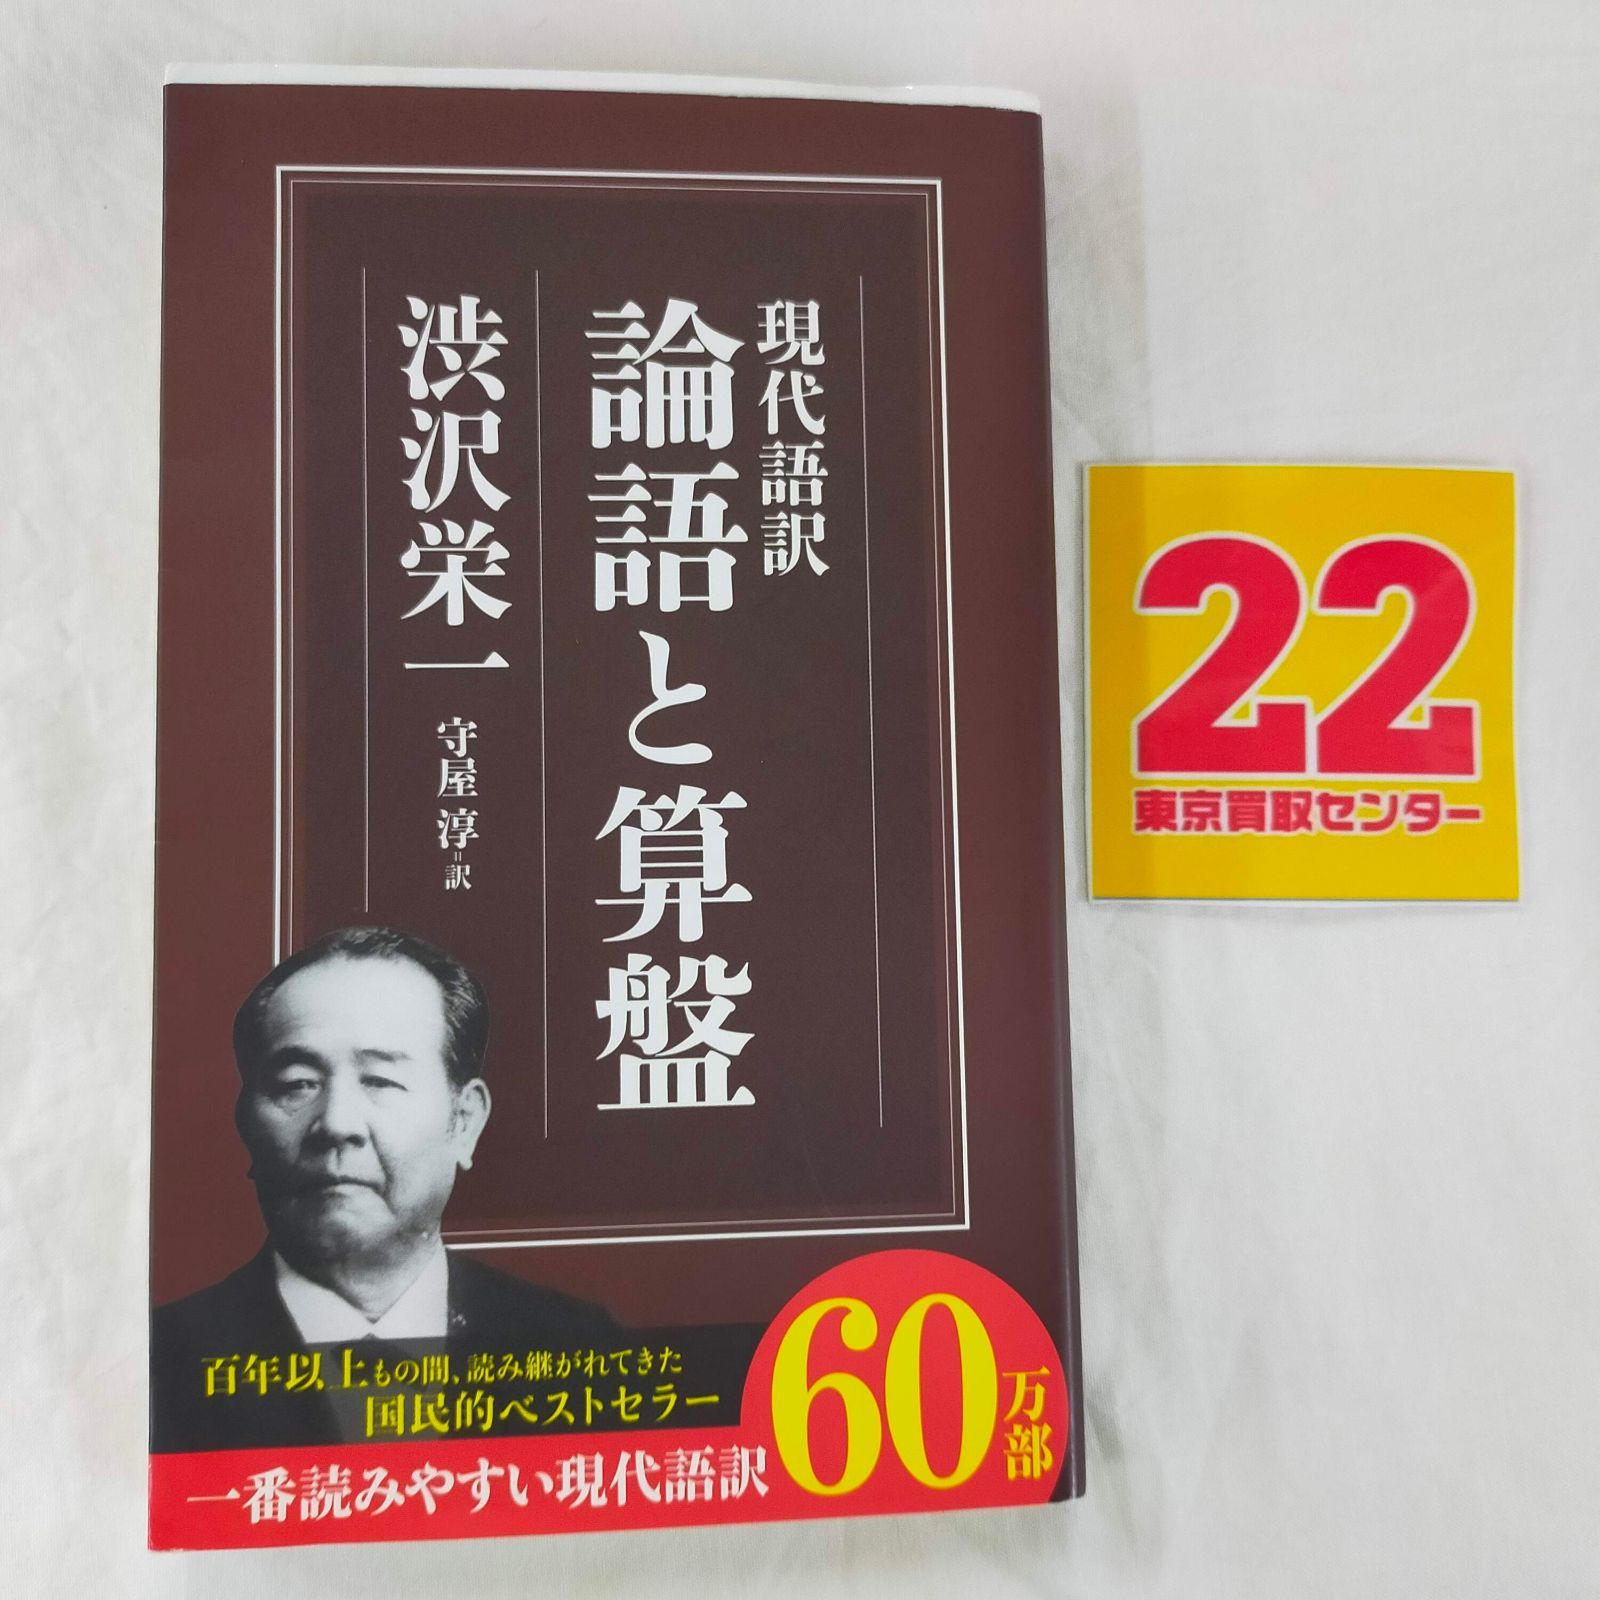 現代語訳
論語と算盤
渋沢栄一
守屋 淳=訳
百年以上もの間、読み継がれてきた
国民的ベストセラー
一番読みやすい現代語訳
60万部
22
東京買取センター